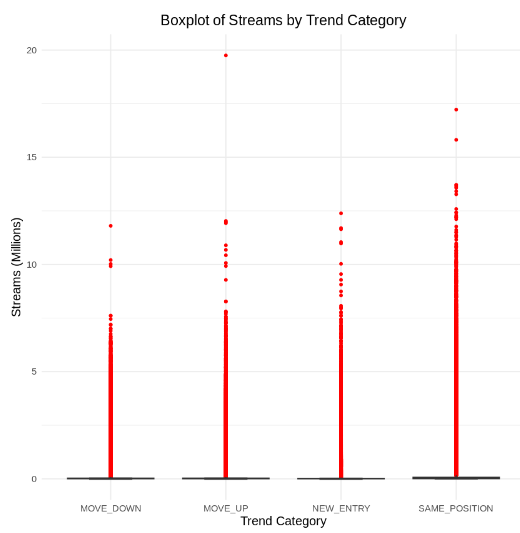 Boxplot of Streams by Trend Category
20
15
10
5
0
Streams (Millions)
MOVE_DOWN MOVE_UP NEW_ENTRY SAME_POSITION
Trend Category